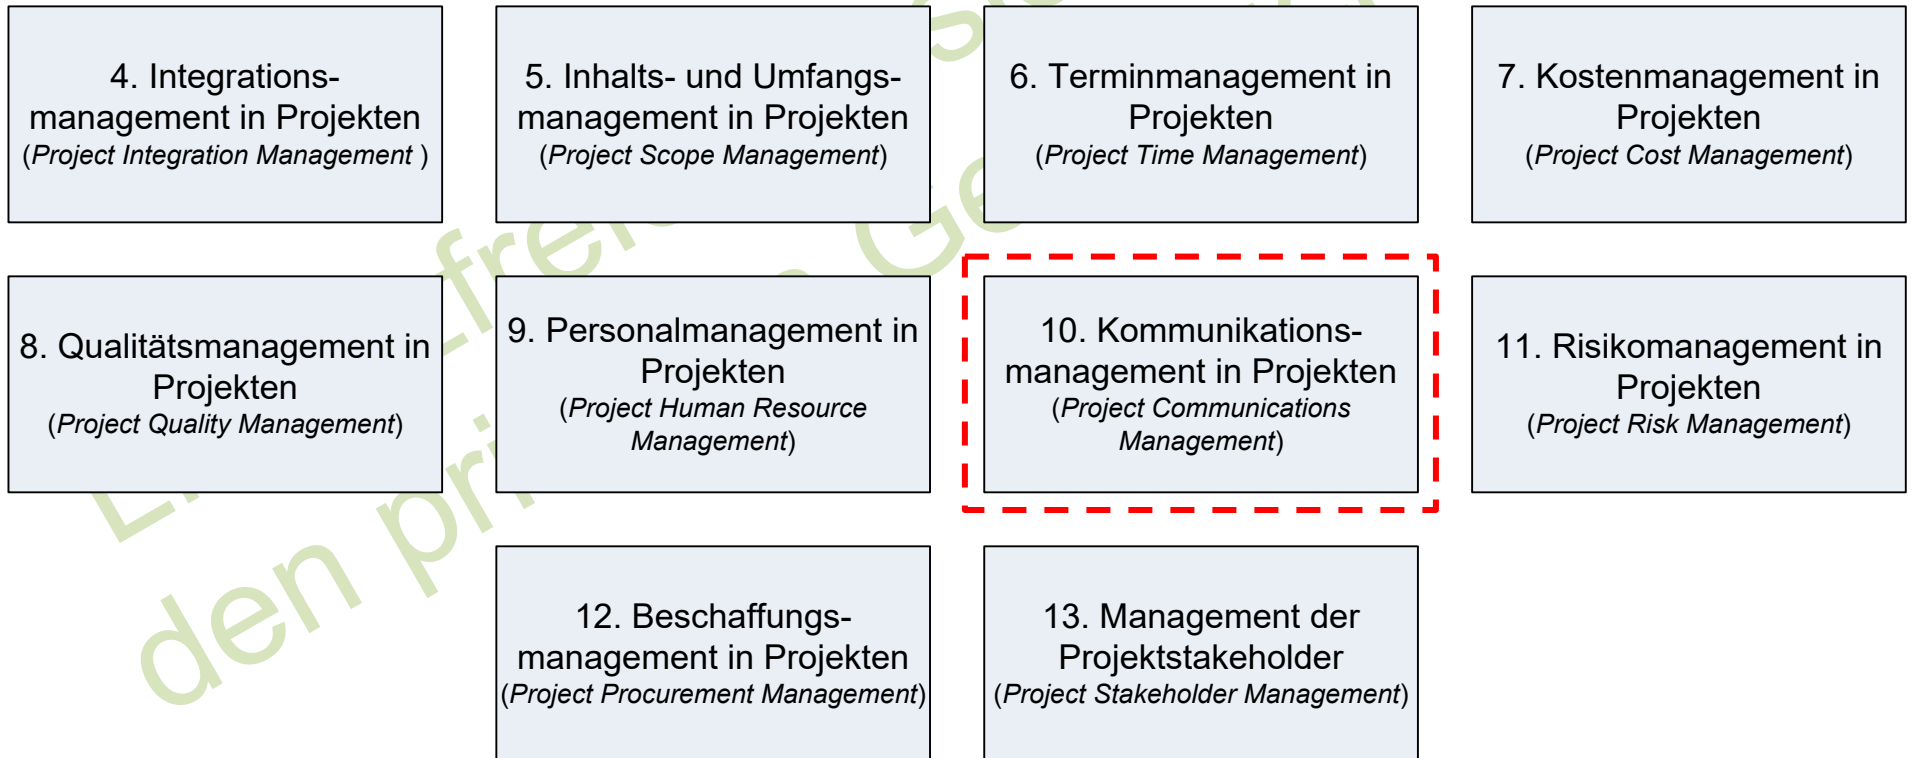 4. Integrations-
management in Projekten
(Project Integration Management )
5. Inhalts- und Umfangs-
management in Projekten
(Project Scope Management)
6. Terminmanagement in
Projekten
(Project Time Management)
7. Kostenmanagement in
Projekten
(Project Cost Management)
8. Qualitätsmanagement in
Projekten
(Project Quality Management)
9. Personalmanagement in
Projekten
(Project Human Resource
Management)
10. Kommunikations-
management in Projekten
(Project Communications
Management)
11. Risikomanagement in
Projekten
(Project Risk Management)
12. Beschaffungs-
management in Projekten
(Project Procurement Management)
13. Management der
Projektstakeholder
(Project Stakeholder Management)
den